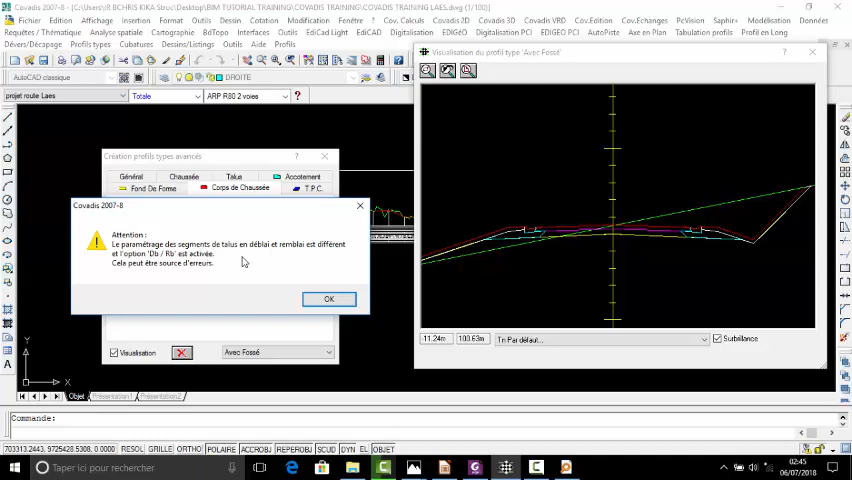 Covadis 2007-8 - [C:\Users\IR BCHRIS KIKA Struc\Desktop\BIM TUTORIAL TRAINING\COVADIS TRAINING\COVADIS TRAINING LAES.dwg (1/100)]
Fichier Edition Affichage Insertion Format Outils Dessin Cotation Modification Fenêtre ? Cov. Calculs Covadis 2D Covadis 3D Covadis VRD Cov.Edition Cov.Echanges PcVision Saphir+ Modélisation Données
Requêtes / Thématique Analyse Spatiale Cartographie BdTopo Interfaces Outils EdiCad Light EdiCAD Digitalisation PCI EDIGéO EDIGEO PCI AutoPiste Axe en Plan Tabulation profils Profil en Long
Dévers/Décapage Profils types Cubatures Dessins/Listings Divers Aide Profils
AutoCAD classique
DROITE
projet route Laes
Totale
ARP R80 2 voies
Visualisation du profil type 'Avec Fossé'
Création profils types avancés
Général Chaussée Talus Accotement
Fond De Forme Corps de Chaussée T.P.C.
Covadis 2007-8
Attention :
Le paramétrage des segments de talus en déblai et remblai est différent
et l'option 'Db / Rb' est activée.
Cela peut être source d'erreurs.
OK
Visualisation
Avec Fossé
11.24m
100.63m
Tn Par défaut...
Surbrillance
Y
X
Objet Présentation1 Présentation2
Commande:
703313.2443, 9725428.5308, 0.0000 RESOL GRILLE ORTHO POLAIRE ACCROBJ REPEROBJ SCUD DYN EL OBJET
Taper ici pour rechercher
02:45
06/07/2018